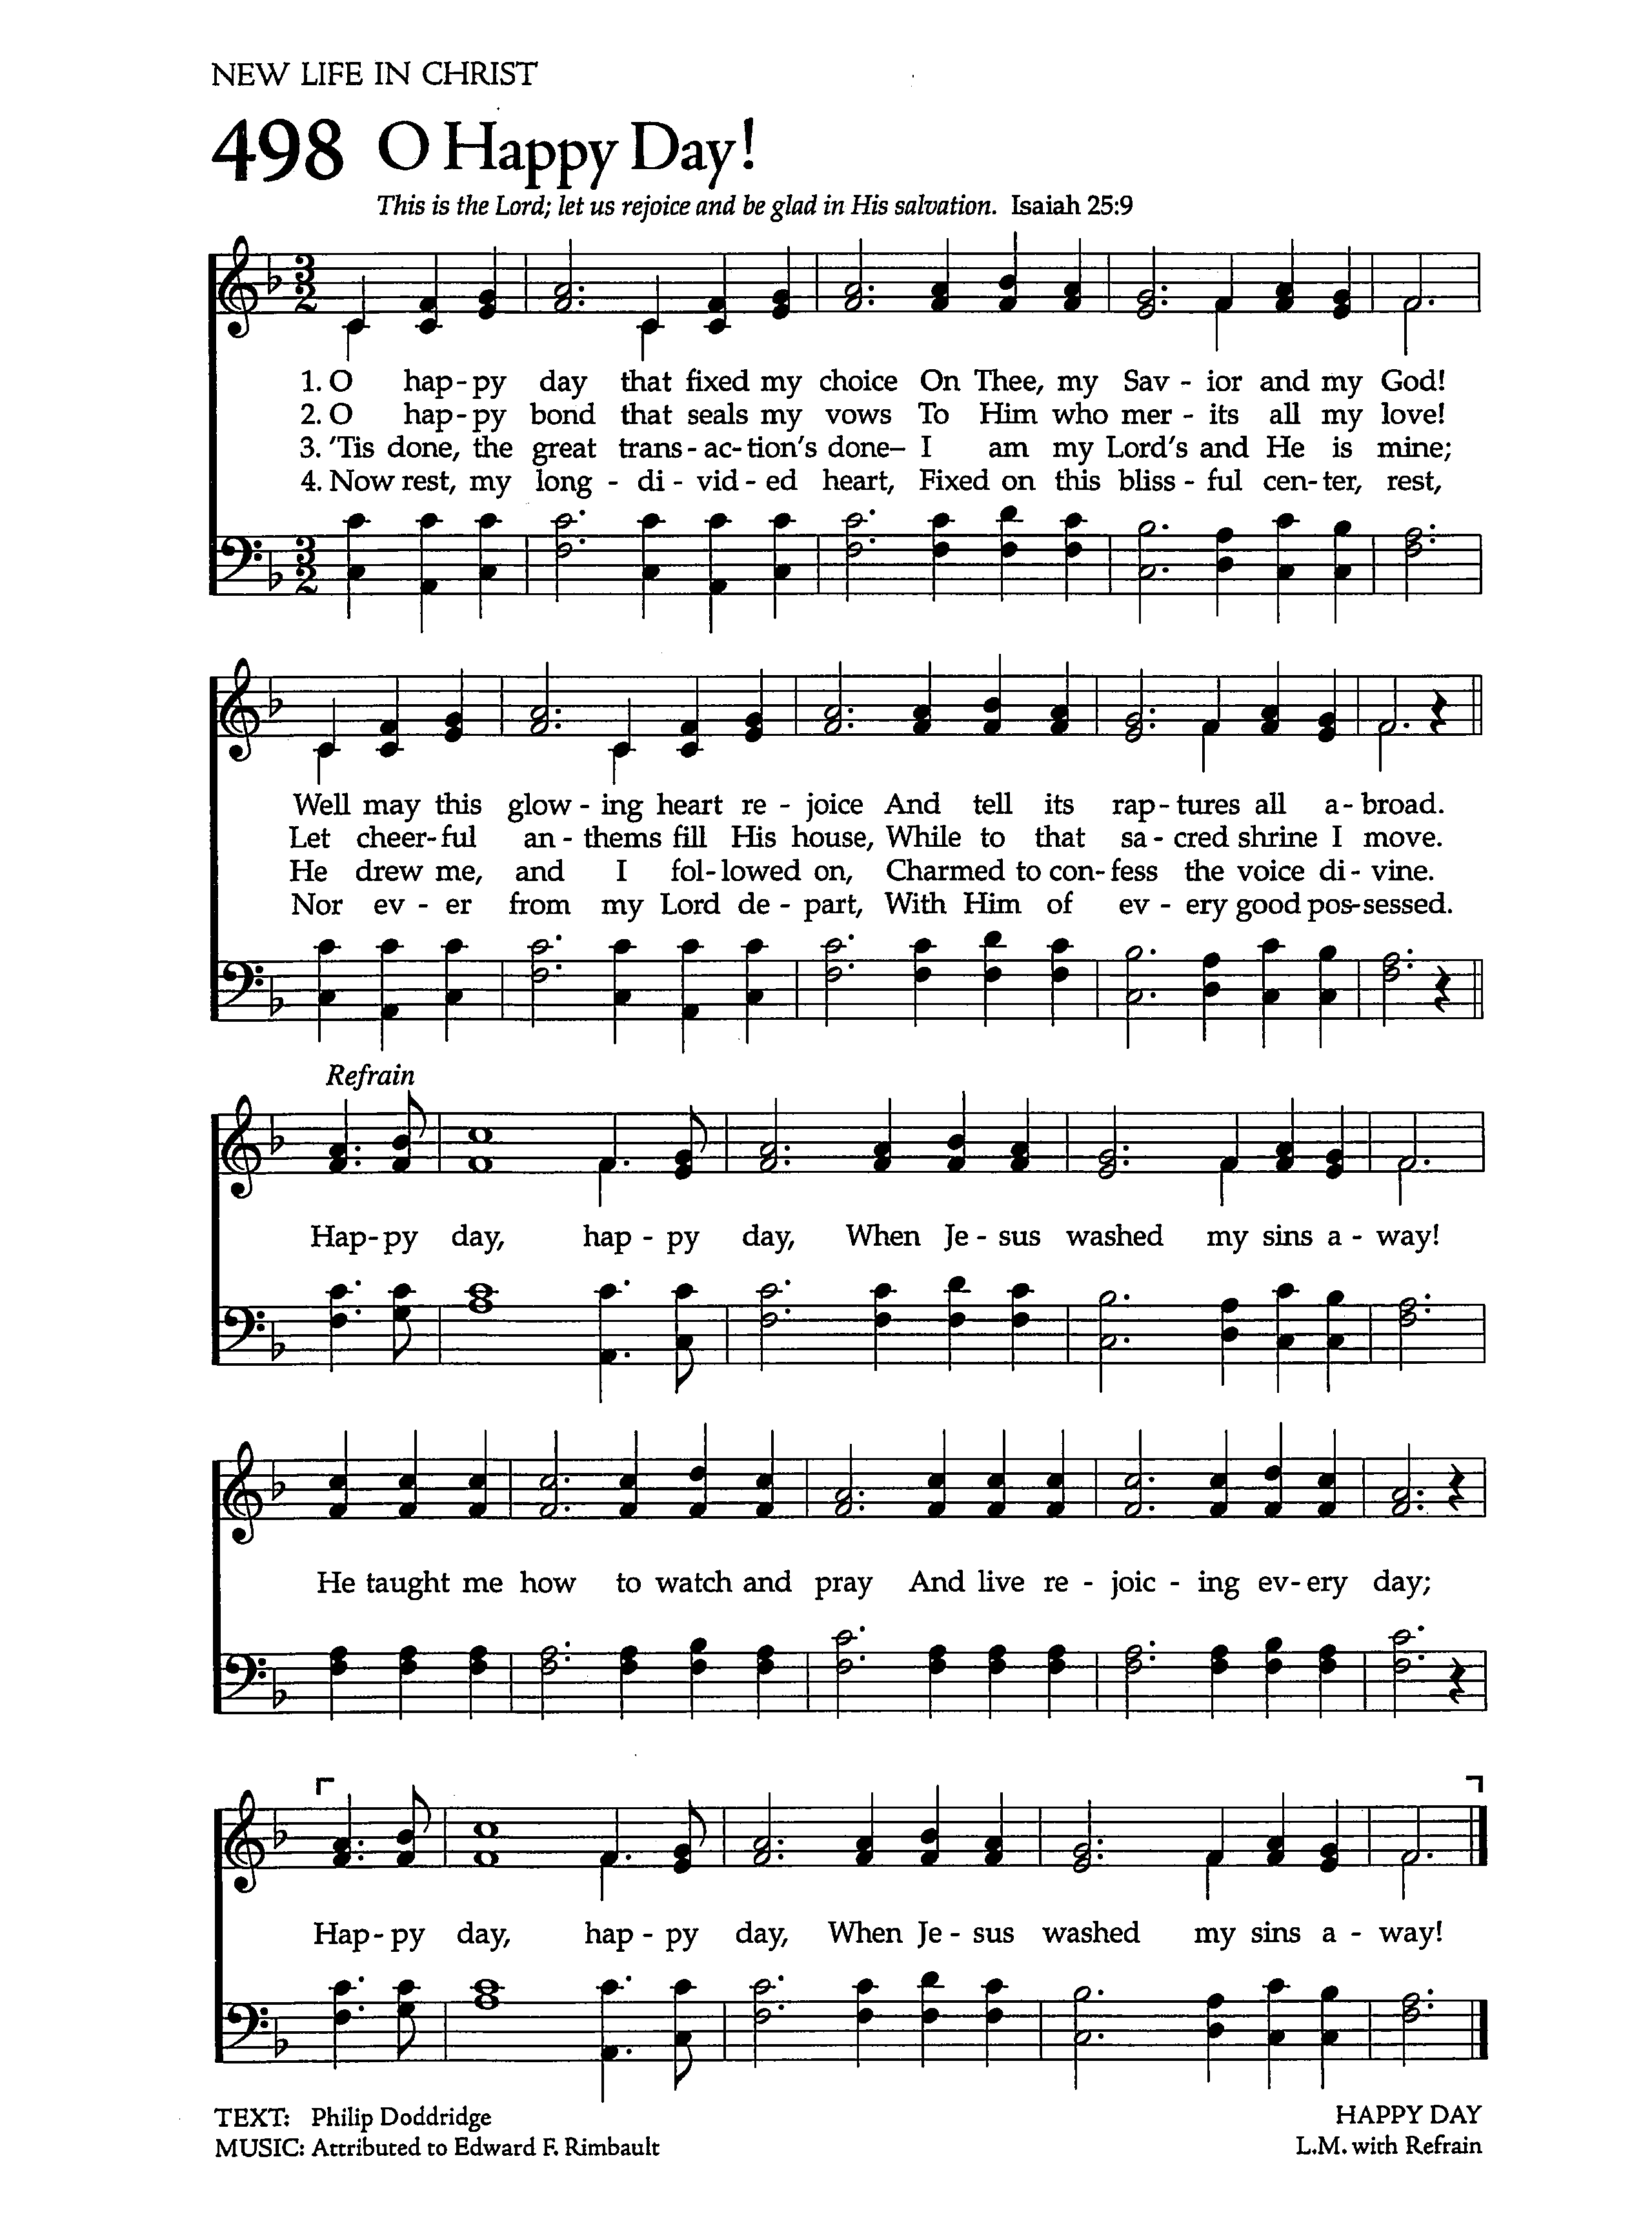 NEW LIFE IN CHRIST
498 O Happy Day!
This is the Lord; let us rejoice and be glad in His salvation. Isaiah 25:9
1. O hap-py day that fixed my choice On Thee, my Sav-ior and my God!
2. O hap-py bond that seals my vows To Him who mer-its all my love!
3. ’Tis done, the great trans-ac-tion’s done– I am my Lord’s and He is mine;
4. Now rest, my long-di-vid-ed heart, Fixed on this bliss-ful cen-ter, rest,
Well may this glow-ing heart re-joice And tell its rap-tures all a-broad.
Let cheer-ful an-thems fill His house, While to that sa-cred shrine I move.
He drew me, and I fol-lowed on, Charmed to con-fess the voice di-vine.
Nor ev-er from my Lord de-part, With Him of ev-ery good pos-sessed.
Refrain
Hap-py day, hap-py day, When Je-sus washed my sins a-way!
He taught me how to watch and pray And live re-joic-ing ev-ery day;
Hap-py day, hap-py day, When Je-sus washed my sins a-way!
TEXT: Philip Doddridge
MUSIC: Attributed to Edward F. Rimbault
HAPPY DAY
L.M. with Refrain